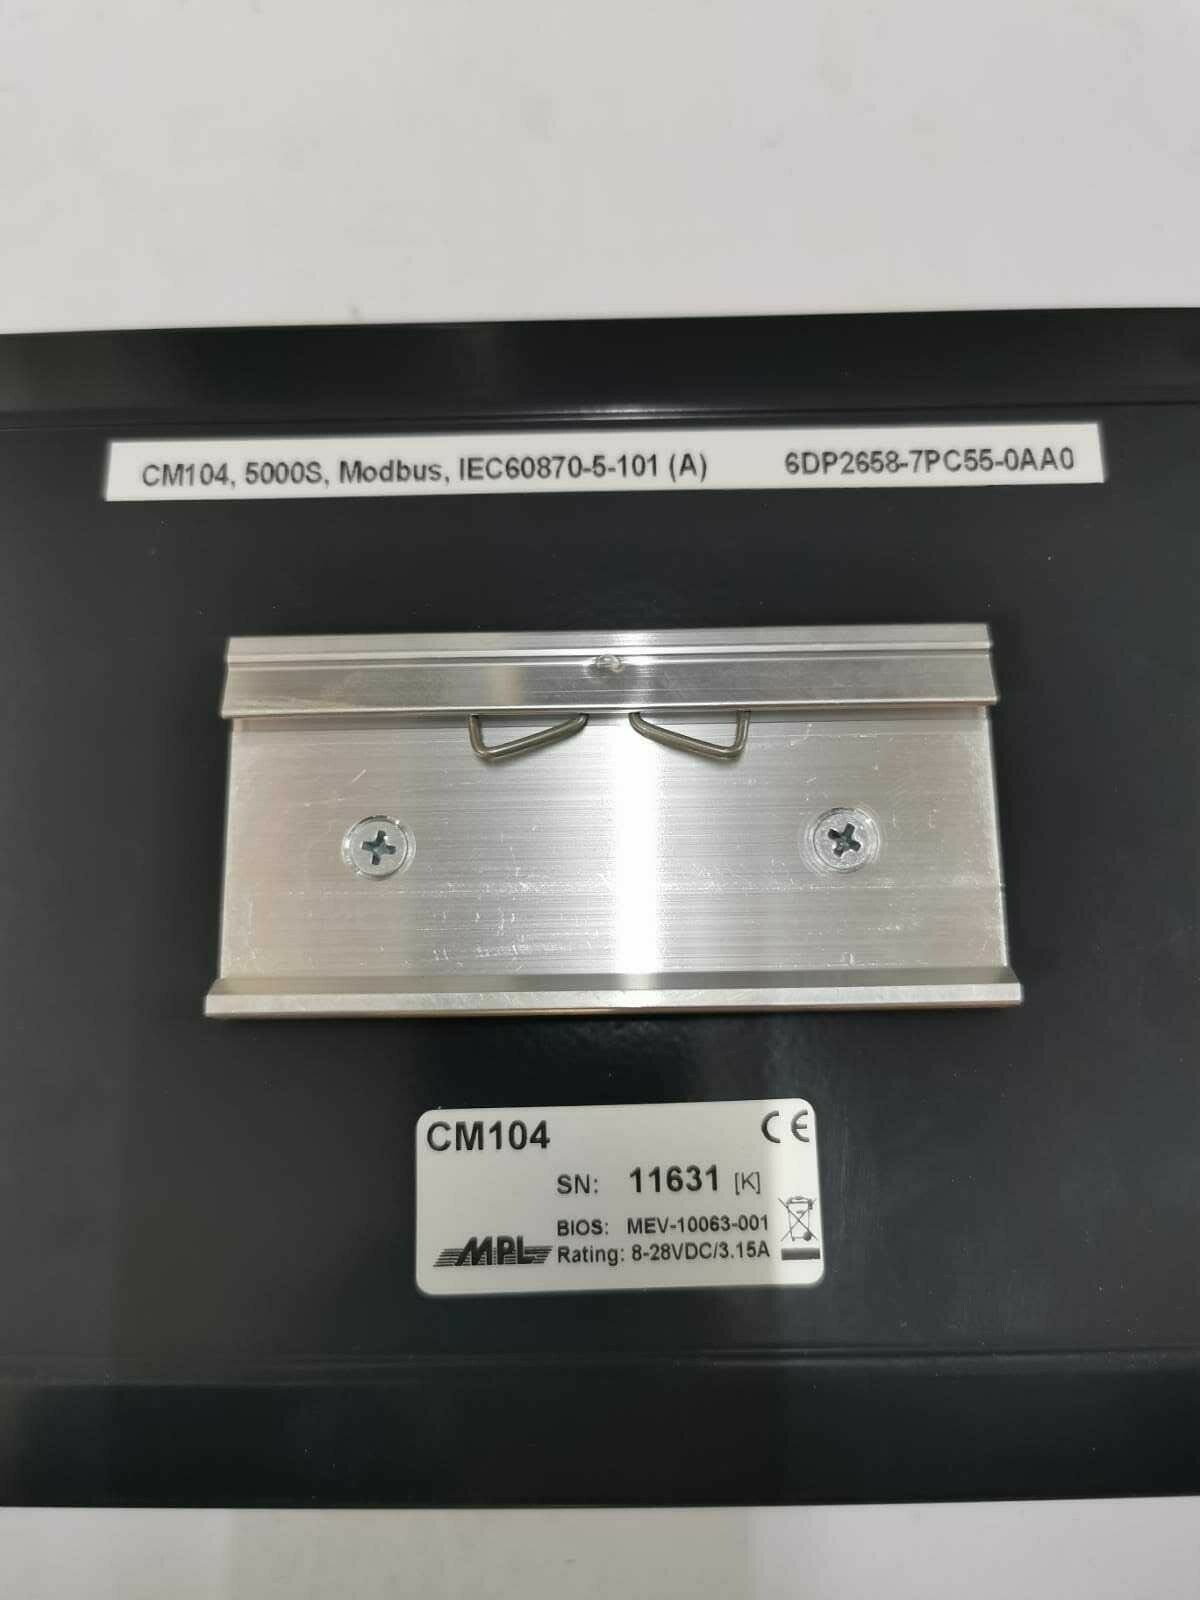 CM104, 5000S, Modbus, IEC60870-5-101 (A) 6DP2658-7PC55-0AA0
CM104 CE
SN: 11631 [K]
BIOS: MEV-10063-001
MPL Rating: 8-28VDC/3.15A